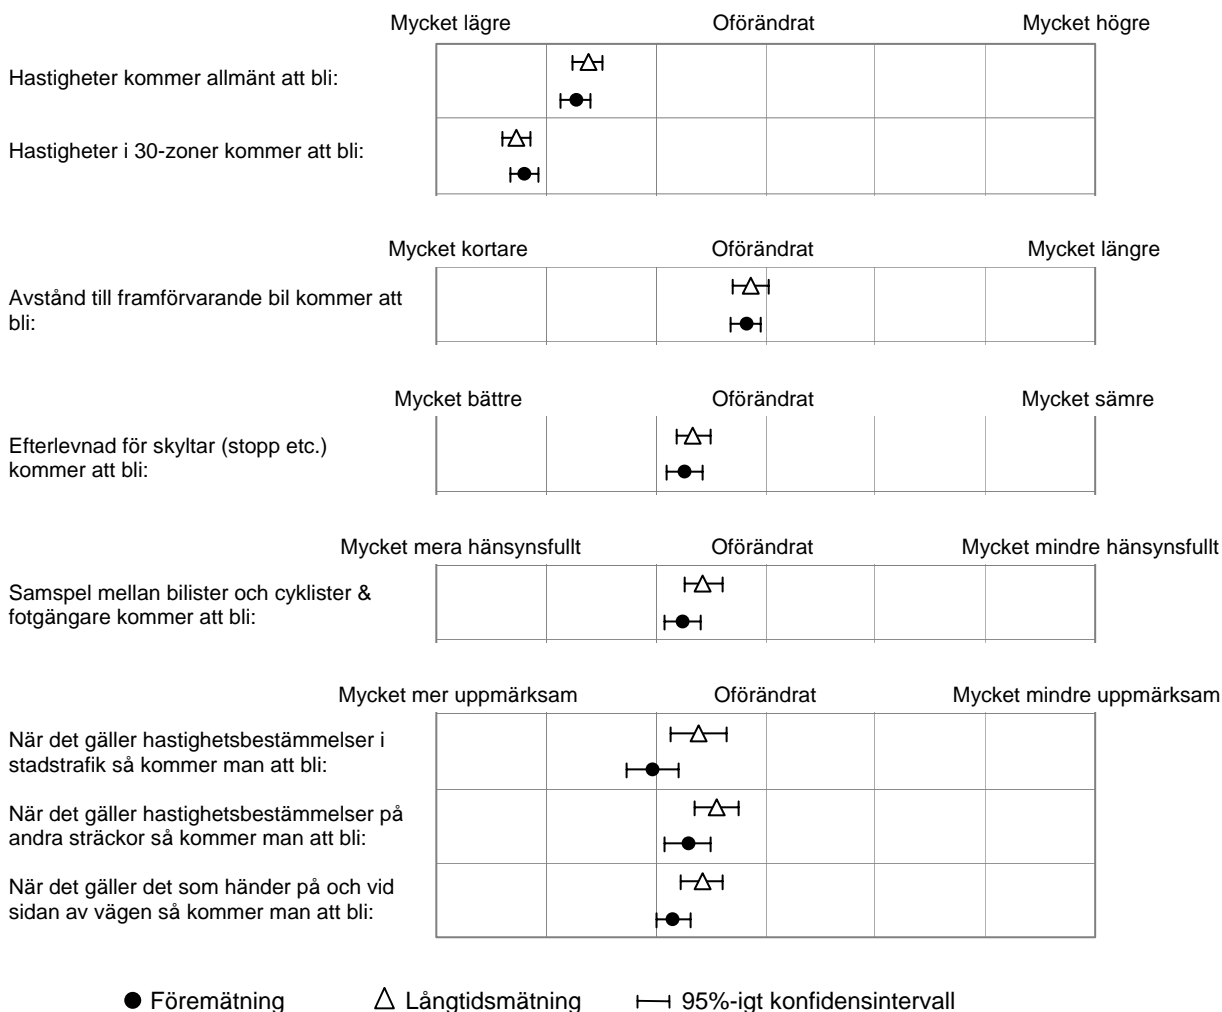 Mycket lägre Oförändrat Mycket högre
Hastigheter kommer allmänt att bli:
Hastigheter i 30-zoner kommer att bli:
Mycket kortare Oförändrat Mycket längre
Avstånd till framförvarande bil kommer att
bli:
Mycket bättre Oförändrat Mycket sämre
Efterlevnad för skyltar (stopp etc.)
kommer att bli:
Mycket mera hänsynsfullt Oförändrat Mycket mindre hänsynsfullt
Samspel mellan bilister och cyklister &
fotgängare kommer att bli:
Mycket mer uppmärksam Oförändrat Mycket mindre uppmärksam
När det gäller hastighetsbestämmelser i
stadstrafik så kommer man att bli:
När det gäller hastighetsbestämmelser på
andra sträckor så kommer man att bli:
När det gäller det som händer på och vid
sidan av vägen så kommer man att bli:
Föremätning Långtidsmätning 95%-igt konfidensintervall